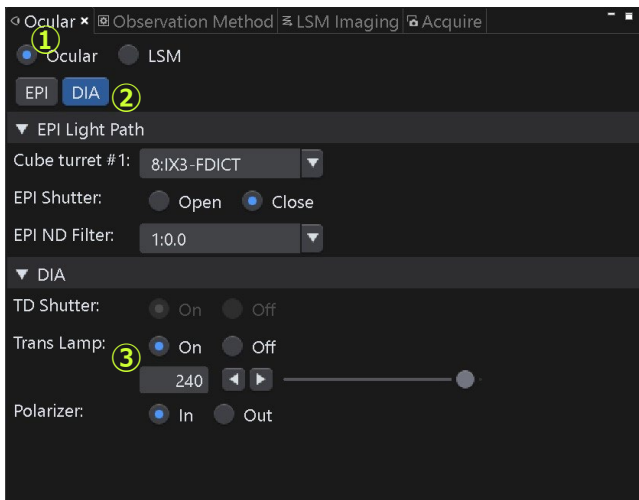 Ocular × Observation Method LSM Imaging Acquire
①
Ocular LSM
EPI DIA ②
▼ EPI Light Path
Cube turret #1: 8:IX3-FDICT
EPI Shutter: Open Close
EPI ND Filter: 1:0.0
▼ DIA
TD Shutter: On Off
Trans Lamp: ③ On Off
240
Polarizer: In Out